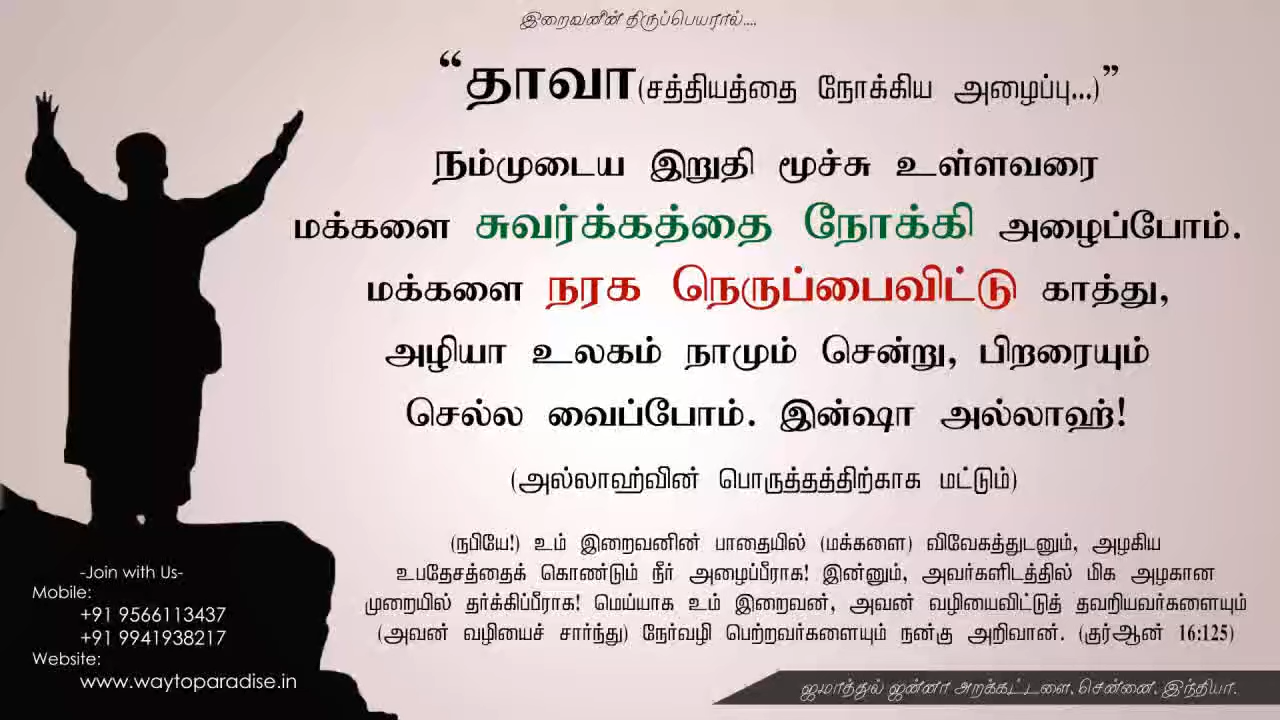 இறைவனின் திருப்பெயரால்....
“தாவா(சத்தியத்தை நோக்கிய அழைப்பு...)”
நம்முடைய இறுதி மூச்சு உள்ளவரை
மக்களை சுவர்க்கத்தை நோக்கி அழைப்போம்.
மக்களை நரக நெருப்பைவிட்டு காத்து,
அழியா உலகம் நாமும் சென்று, பிறரையும்
செல்ல வைப்போம். இன்ஷா அல்லாஹ்!
(அல்லாஹ்வின் பொருத்தத்திற்காக மட்டும்)
(நபியே!) உம் இறைவனின் பாதையில் (மக்களை) விவேகத்துடனும், அழகிய
உபதேசத்தைக் கொண்டும் நீர் அழைப்பீராக! இன்னும், அவர்களிடத்தில் மிக அழகான
முறையில் தர்க்கிப்பீராக! மெய்யாக உம் இறைவன், அவன் வழியைவிட்டுத் தவறியவர்களையும்
(அவன் வழியைச் சார்ந்து) நேர்வழி பெற்றவர்களையும் நன்கு அறிவான். (குர்ஆன் 16:125)
-Join with Us-
Mobile:
+91 9566113437
+91 9941938217
Website:
www.waytoparadise.in
ஜமாத்துல் ஜன்னா அறக்கட்டளை, சென்னை, இந்தியா.